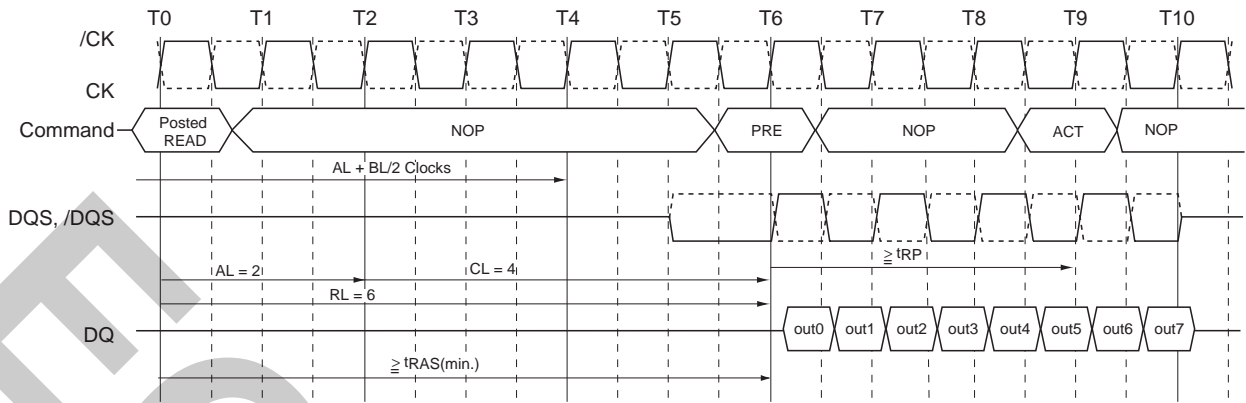 T0 T1 T2 T3 T4 T5 T6 T7 T8 T9 T10
/CK
CK
Command
Posted
READ
NOP
PRE
NOP
ACT
NOP
AL + BL/2 Clocks
DQS, /DQS
≧ tRP
AL = 2
CL = 4
RL = 6
DQ
out0 out1 out2 out3 out4 out5 out6 out7
≧ tRAS(min.)